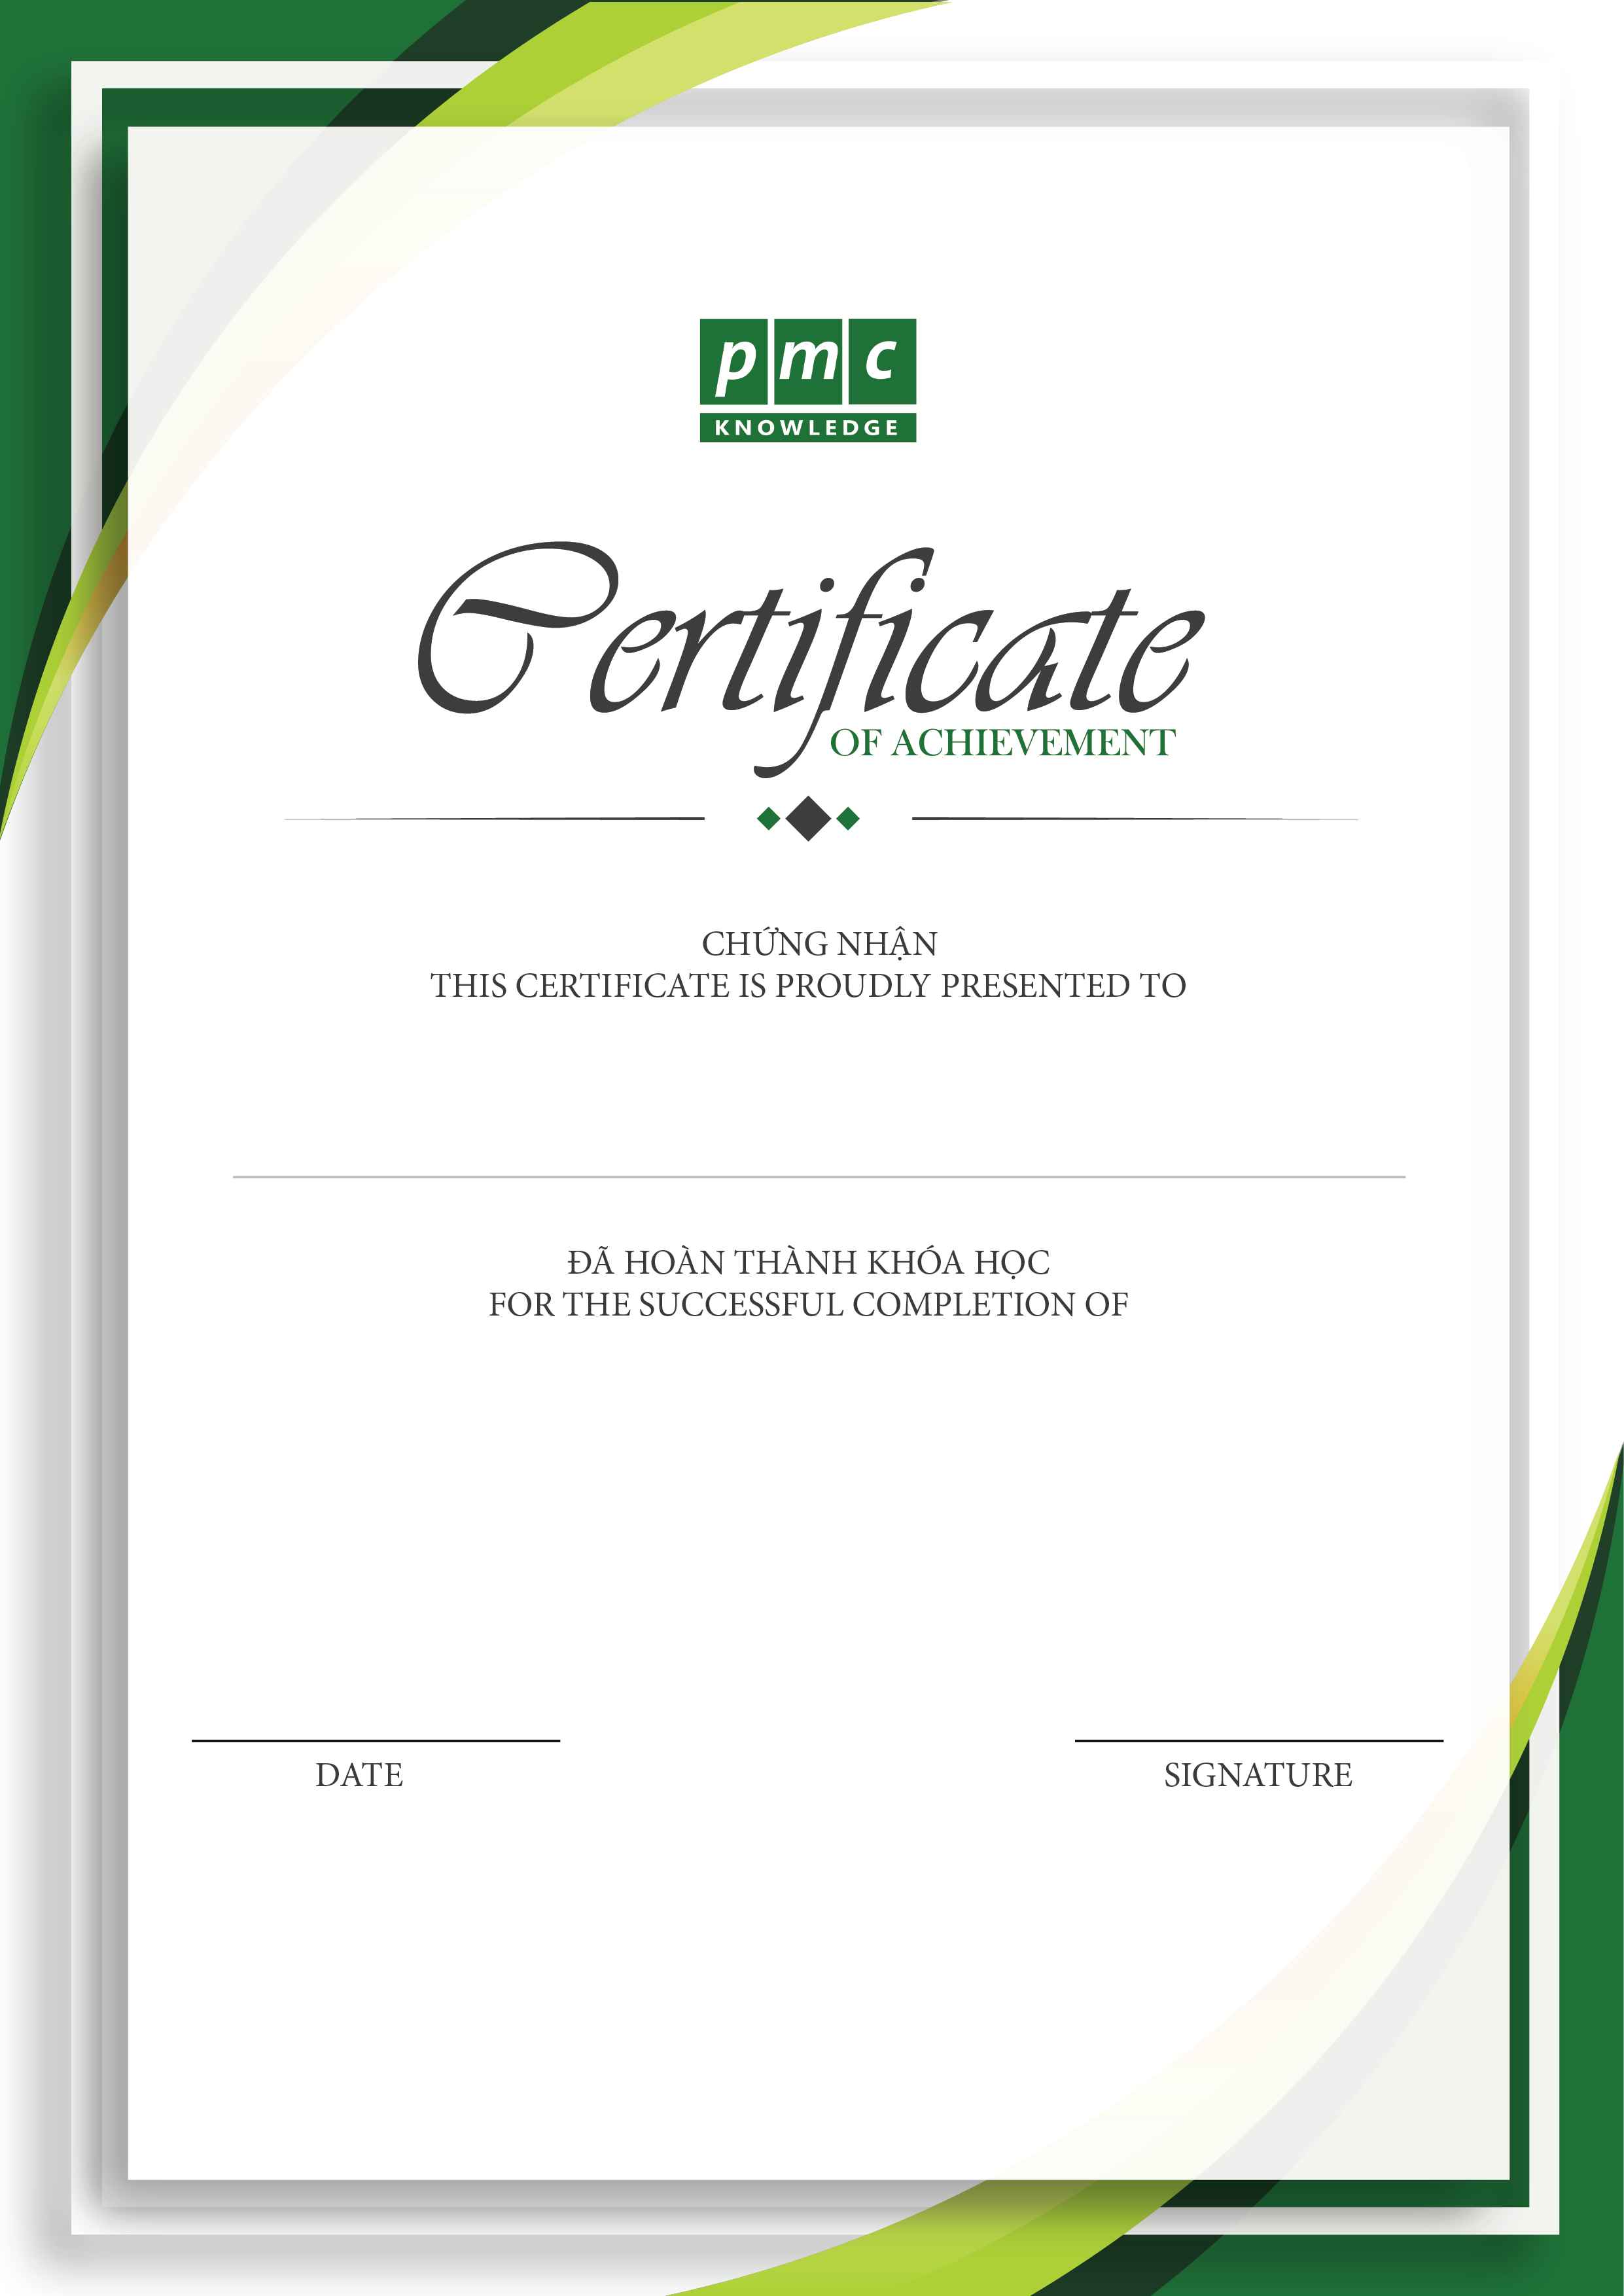 pmc
KNOWLEDGE
Certificate
OF ACHIEVEMENT
CHỨNG NHẬN
THIS CERTIFICATE IS PROUDLY PRESENTED TO
ĐÃ HOÀN THÀNH KHÓA HỌC
FOR THE SUCCESSFUL COMPLETION OF
DATE
SIGNATURE